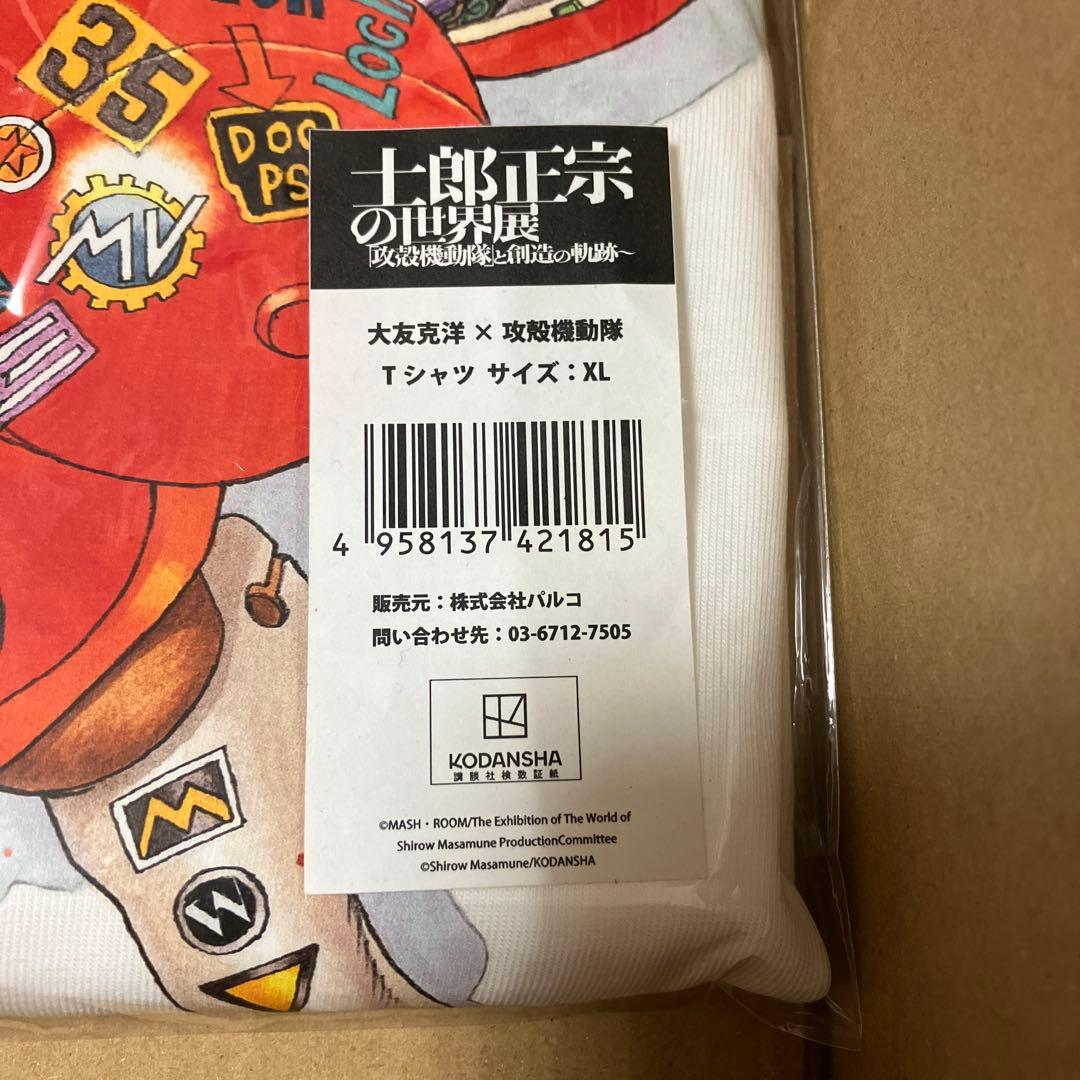 35
Loc
DOG
PS
MV
士郎正宗
の世界展
「攻殻機動隊」と創造の軌跡～
大友克洋 × 攻殻機動隊
Tシャツ サイズ：XL
4 958137 421815
販売元：株式会社パルコ
問い合わせ先：03-6712-7505
KODANSHA
講談社検数証紙
©MASH・ROOM/The Exhibition of The World of
Shirow Masamune ProductionCommittee
©Shirow Masamune/KODANSHA
M
W